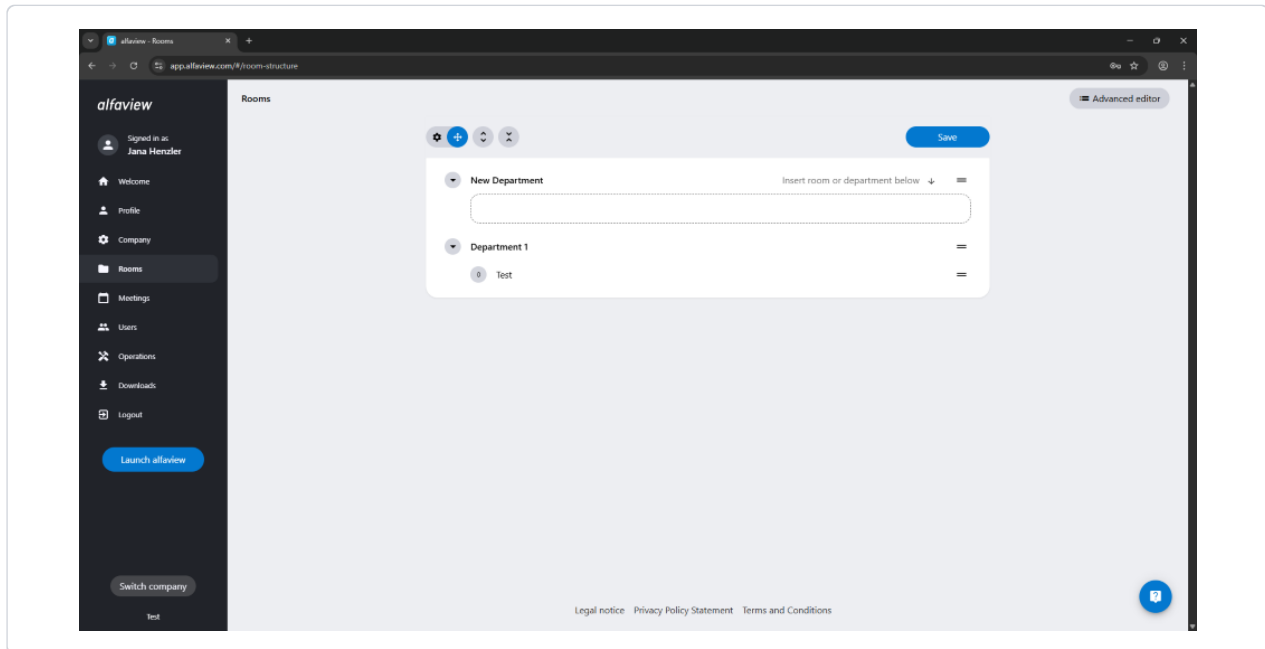 alfaview - Rooms
app.alfaview.com/#/room-structure
alfaview
Signed in as
Jana Henzler
Welcome
Profile
Company
Rooms
Meetings
Users
Operations
Downloads
Logout
Launch alfaview
Switch company
Test
Rooms
Advanced editor
Save
New Department
Insert room or department below
Department 1
0 Test
Legal notice Privacy Policy Statement Terms and Conditions